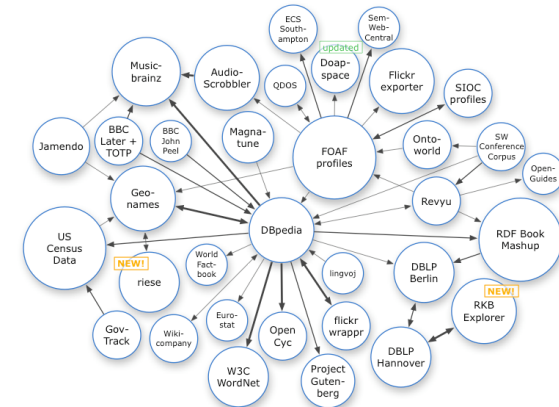 ECS
South-
ampton
Sem-
Web-
Central
updated
Doap-
space
Music-
brainz
Audio-
Scrobbler
QDOS
Flickr
exporter
SIOC
profiles
BBC
Later +
TOTP
BBC
John
Peel
Magna-
tune
FOAF
profiles
Onto-
world
SW
Conference
Corpus
Jamendo
Open-
Guides
Geo-
names
Revyu
US
Census
Data
DBpedia
RDF Book
Mashup
NEW!
riese
World
Fact-
book
lingvoj
DBLP
Berlin
NEW!
RKB
Explorer
Gov-
Track
Wiki-
company
Euro-
stat
Open
Cyc
flickr
wrappr
DBLP
Hannover
W3C
WordNet
Project
Guten-
berg